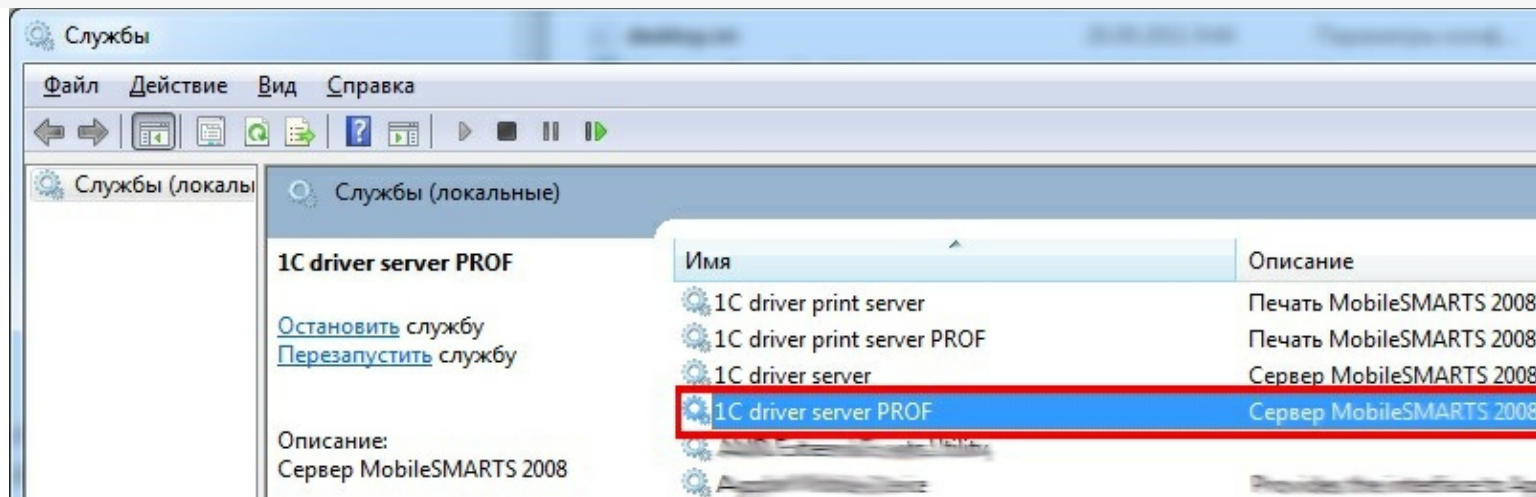 Службы
Файл Действие Вид Справка
Службы (локалы
Службы (локальные)
1C driver server PROF
Остановить службу
Перезапустить службу
Описание:
Сервер MobileSMARTS 2008
Имя Описание
1C driver print server Печать MobileSMARTS 2008
1C driver print server PROF Печать MobileSMARTS 2008
1C driver server Сервер MobileSMARTS 2008
1C driver server PROF Сервер MobileSMARTS 2008